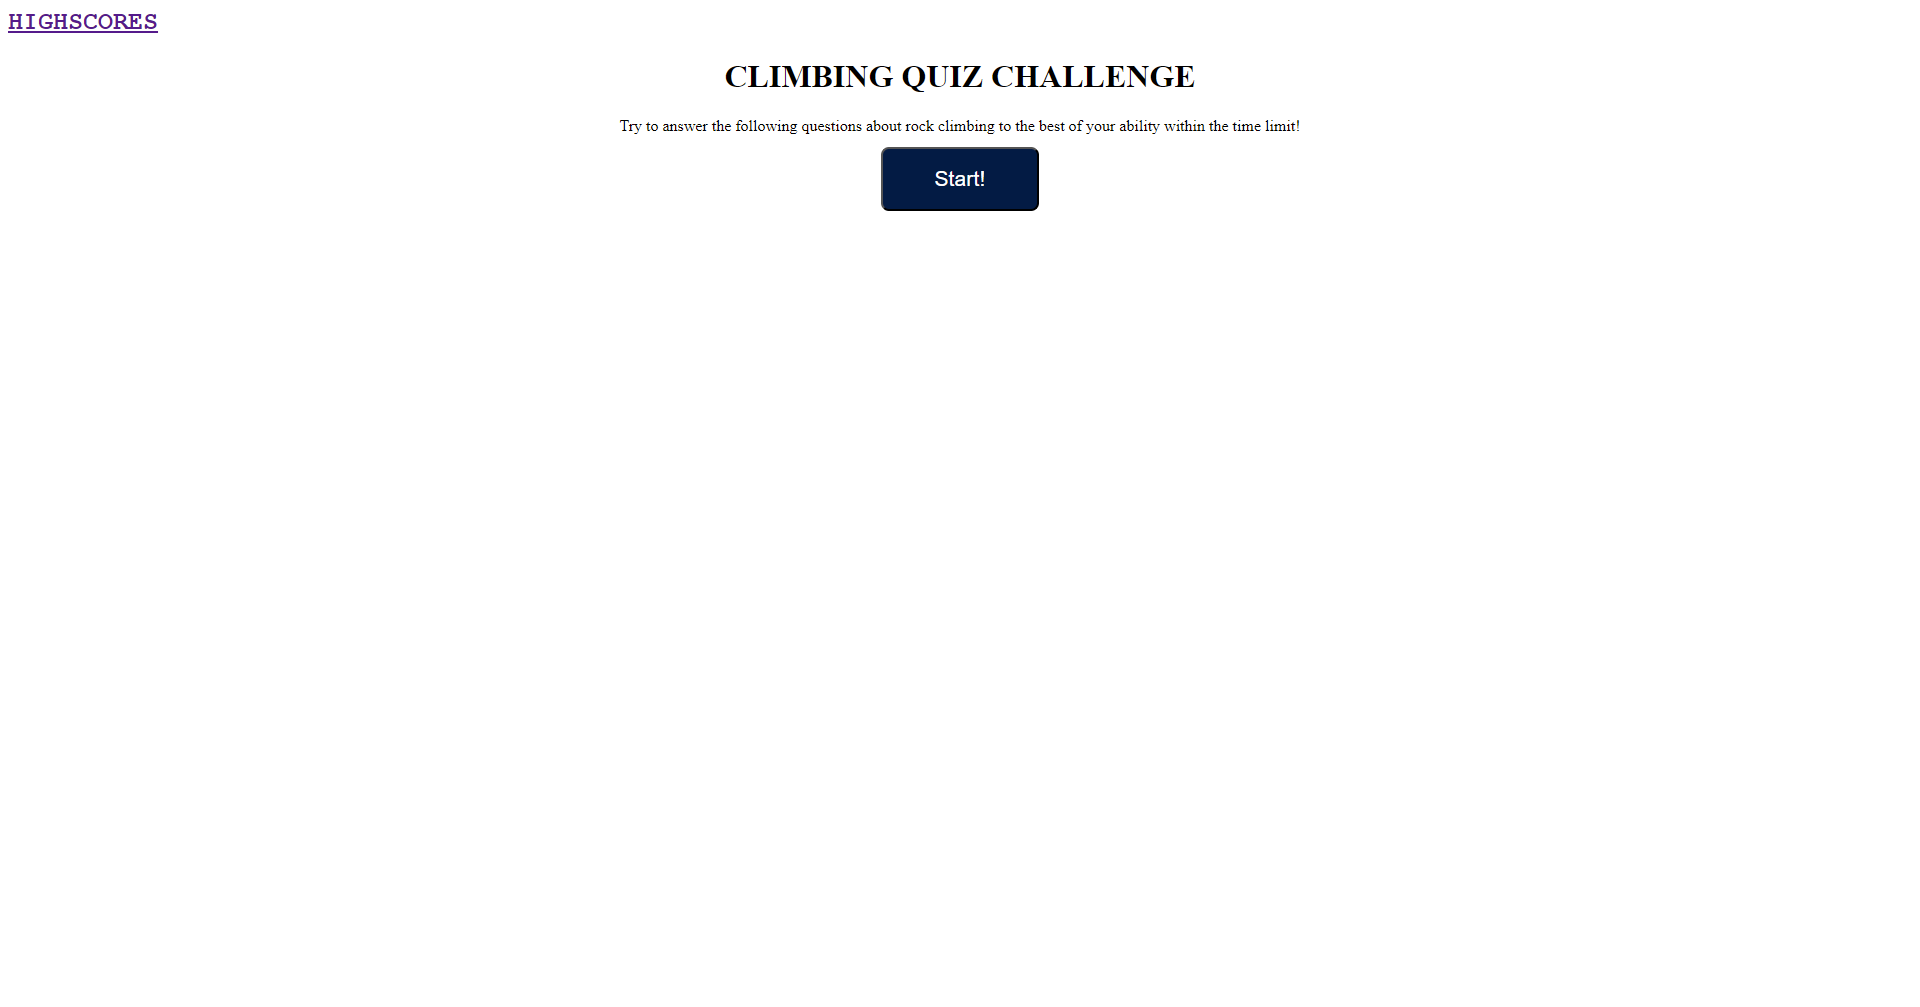 HIGHSCORES
CLIMBING QUIZ CHALLENGE
Try to answer the following questions about rock climbing to the best of your ability within the time limit!
Start!